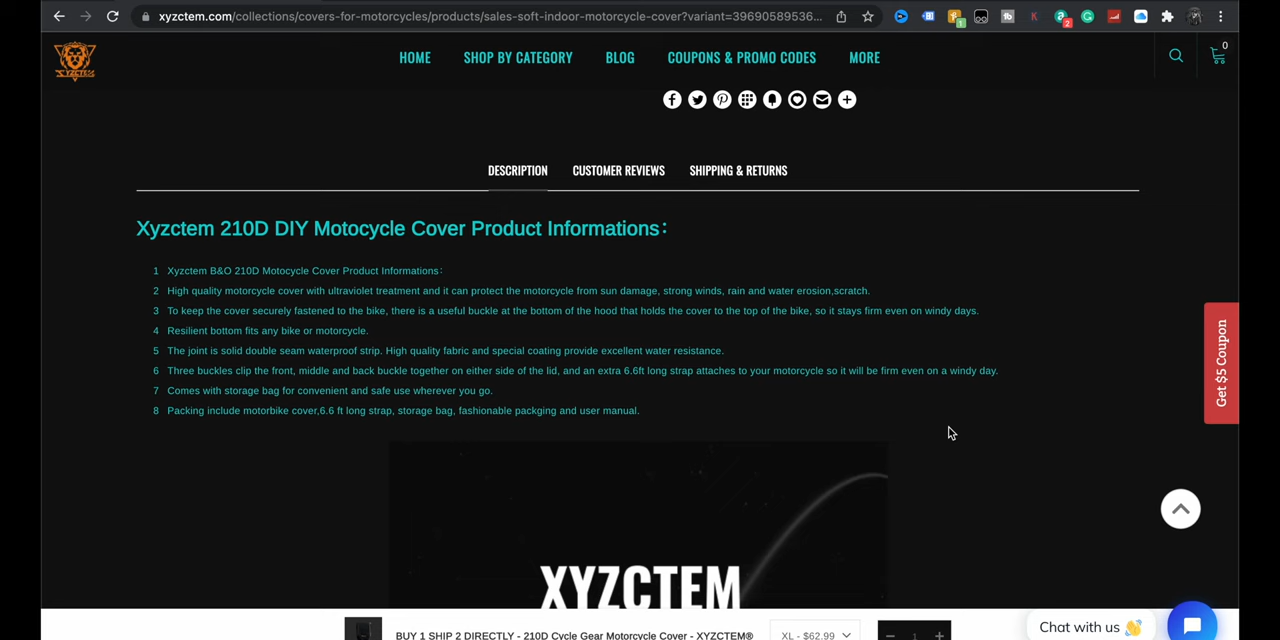 xyzctem.com/collections/covers-for-motorcycles/products/sales-soft-indoor-motorcycle-cover?variant=39690589536...
XYZCTEM
HOME
SHOP BY CATEGORY
BLOG
COUPONS & PROMO CODES
MORE
0
DESCRIPTION
CUSTOMER REVIEWS
SHIPPING & RETURNS
Xyzctem 210D DIY Motocycle Cover Product Informations：
1 Xyzctem B&O 210D Motocycle Cover Product Informations：
2 High quality motorcycle cover with ultraviolet treatment and it can protect the motorcycle from sun damage, strong winds, rain and water erosion,scratch.
3 To keep the cover securely fastened to the bike, there is a useful buckle at the bottom of the hood that holds the cover to the top of the bike, so it stays firm even on windy days.
4 Resilient bottom fits any bike or motorcycle.
5 The joint is solid double seam waterproof strip. High quality fabric and special coating provide excellent water resistance.
6 Three buckles clip the front, middle and back buckle together on either side of the lid, and an extra 6.6ft long strap attaches to your motorcycle so it will be firm even on a windy day.
7 Comes with storage bag for convenient and safe use wherever you go.
8 Packing include motorbike cover,6.6 ft long strap, storage bag, fashionable packging and user manual.
Get $5 Coupon
XYZCTEM
BUY 1 SHIP 2 DIRECTLY - 210D Cycle Gear Motorcycle Cover - XYZCTEM®
XL - $62.99
1
Chat with us 👋